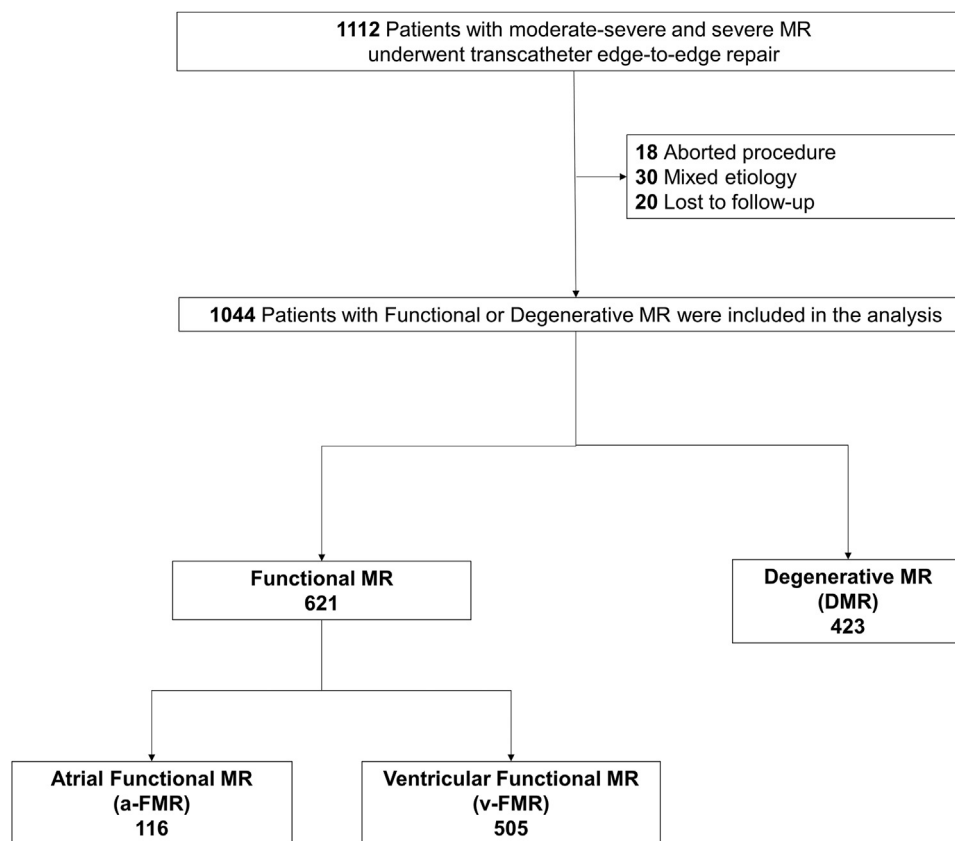 1112 Patients with moderate-severe and severe MR
underwent transcatheter edge-to-edge repair
18 Aborted procedure
30 Mixed etiology
20 Lost to follow-up
1044 Patients with Functional or Degenerative MR were included in the analysis
Functional MR
621
Degenerative MR
(DMR)
423
Atrial Functional MR
(a-FMR)
116
Ventricular Functional MR
(v-FMR)
505